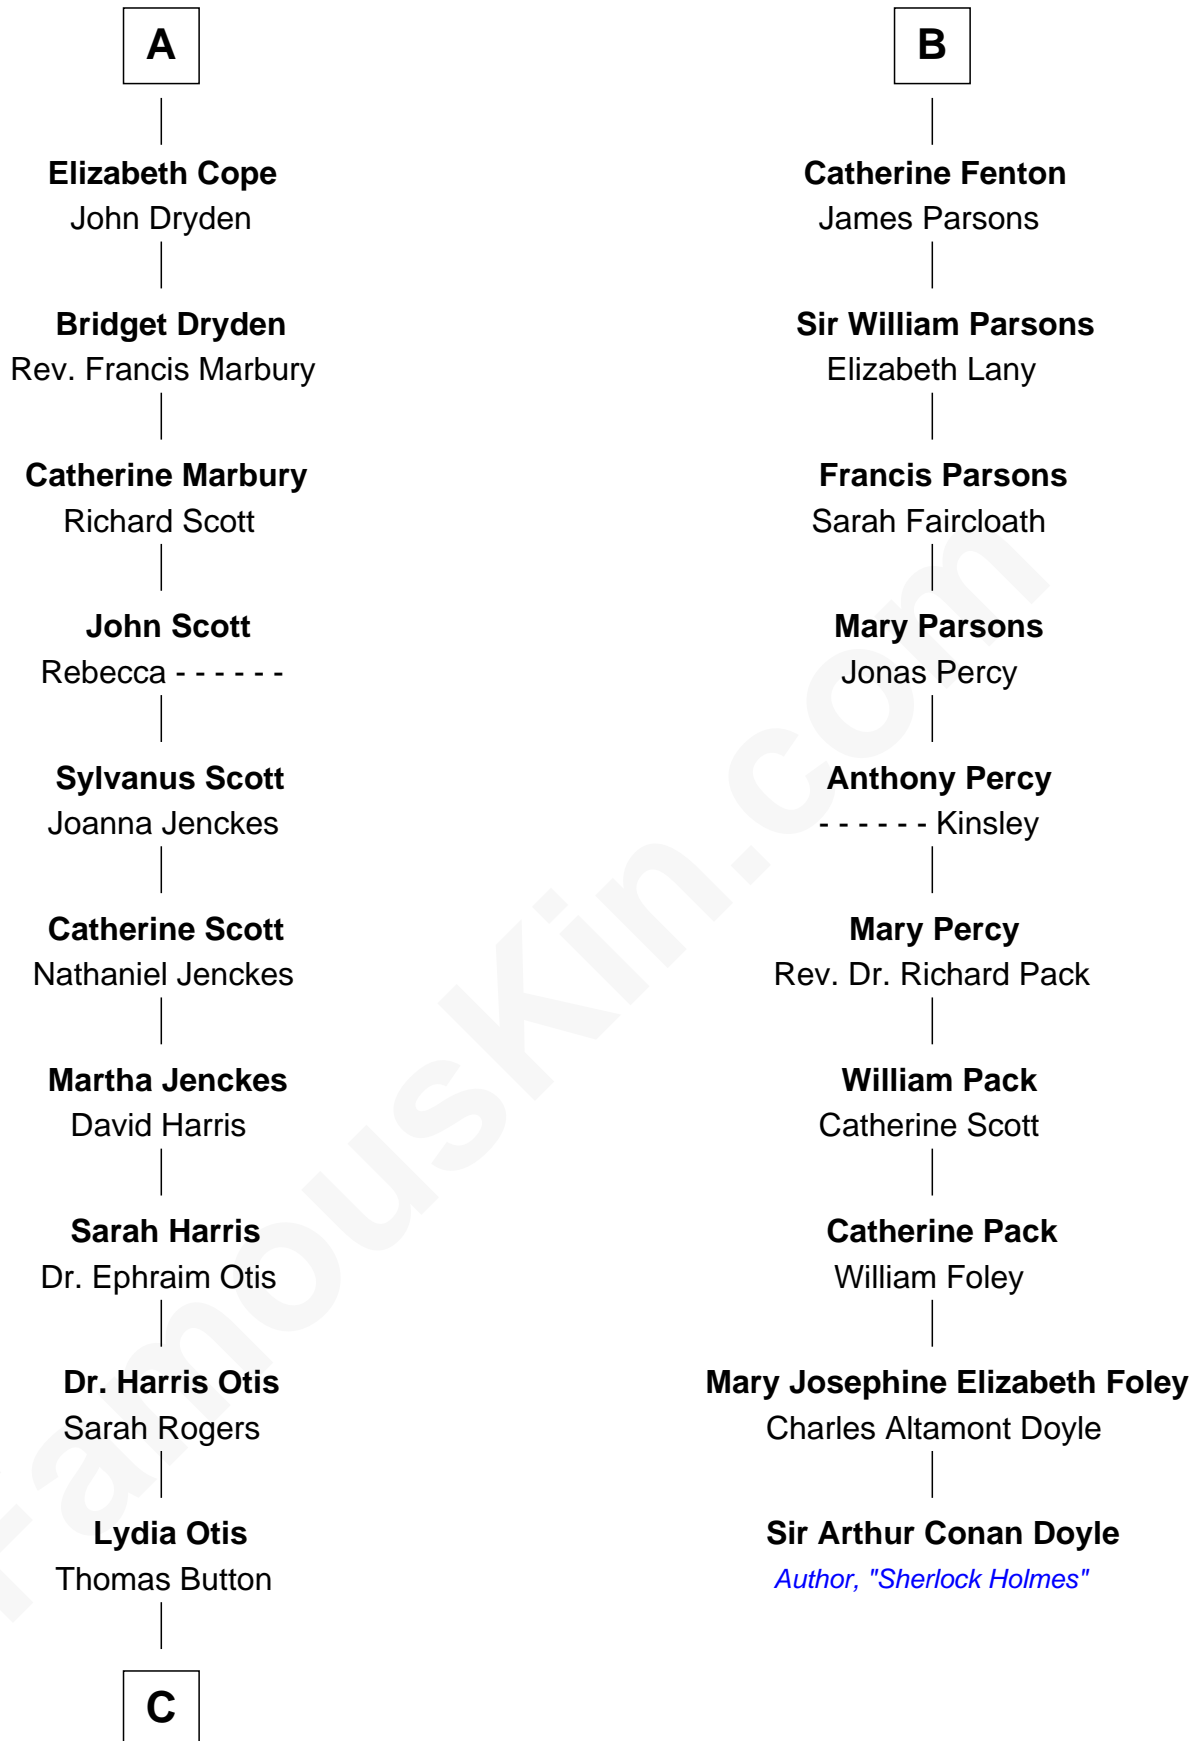 A
Elizabeth Cope
John Dryden
Bridget Dryden
Rev. Francis Marbury
Catherine Marbury
Richard Scott
John Scott
Rebecca - - - - - -
Sylvanus Scott
Joanna Jenckes
Catherine Scott
Nathaniel Jenckes
Martha Jenckes
David Harris
Sarah Harris
Dr. Ephraim Otis
Dr. Harris Otis
Sarah Rogers
Lydia Otis
Thomas Button
C
B
Catherine Fenton
James Parsons
Sir William Parsons
Elizabeth Lany
Francis Parsons
Sarah Faircloath
Mary Parsons
Jonas Percy
Anthony Percy
- - - - - - Kinsley
Mary Percy
Rev. Dr. Richard Pack
William Pack
Catherine Scott
Catherine Pack
William Foley
Mary Josephine Elizabeth Foley
Charles Altamont Doyle
Sir Arthur Conan Doyle
Author, "Sherlock Holmes"
FamousKin.com